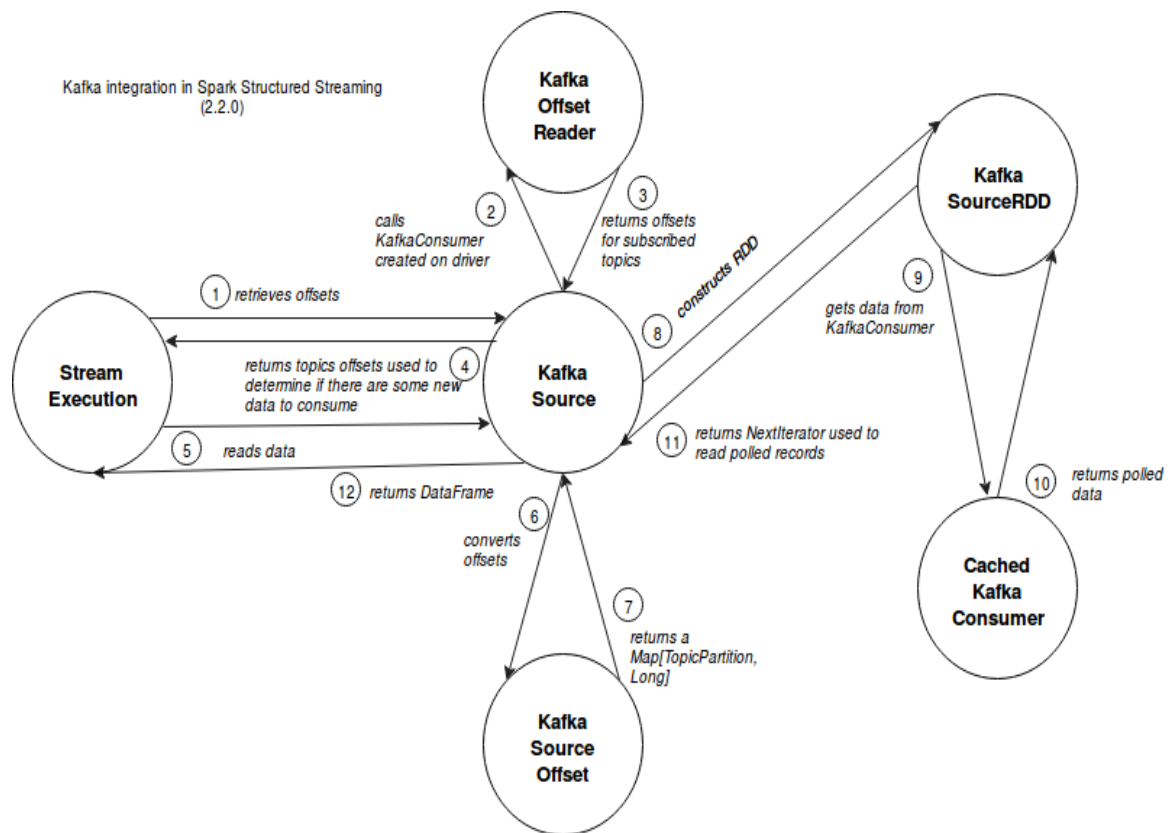 Kafka integration in Spark Structured Streaming
(2.2.0)
Kafka
Offset
Reader
Kafka
SourceRDD
2
calls
KafkaConsumer
created on driver
3
returns offsets
for subscribed
topics
1
retrieves offsets
Stream
Execution
4
returns topics offsets used to
determine if there are some new
data to consume
5
reads data
12
returns DataFrame
Kafka
Source
8
constructs RDD
9
gets data from
KafkaConsumer
11
returns NextIterator used to
read polled records
10
returns polled
data
Cached
Kafka
Consumer
6
converts
offsets
7
returns a
Map[TopicPartition,
Long]
Kafka
Source
Offset